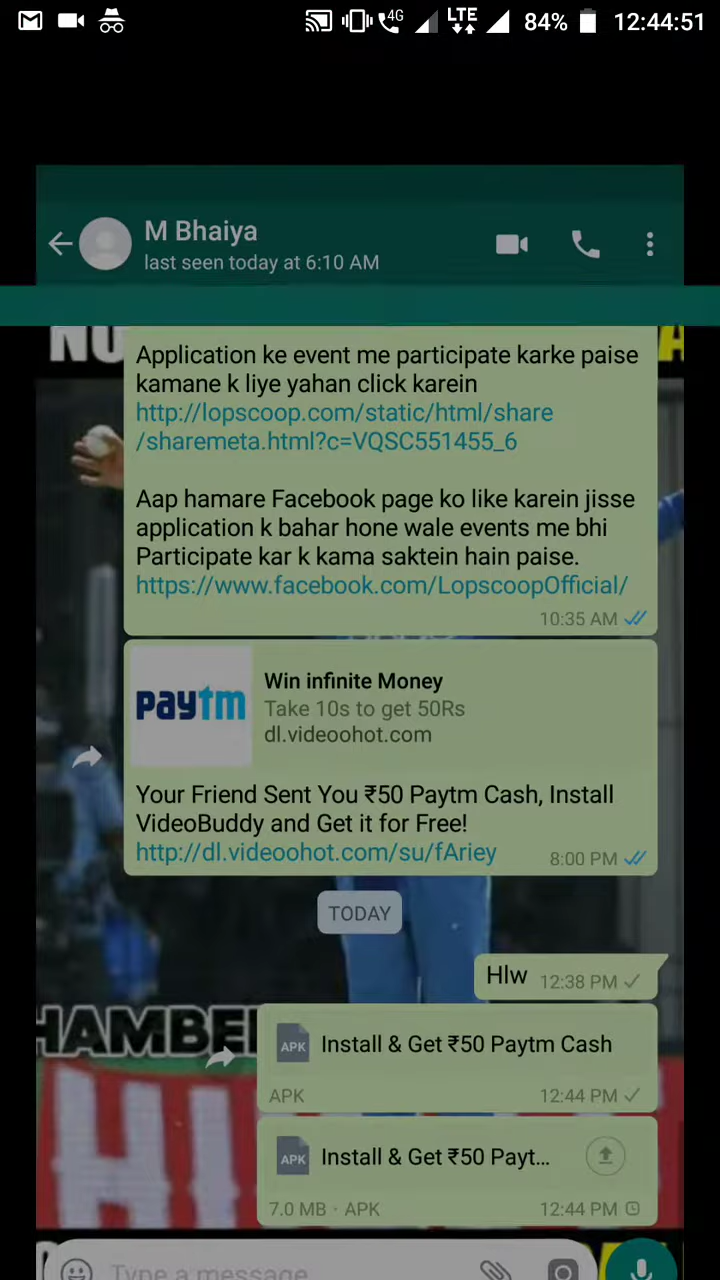 4G LTE 84% 12:44:51
M Bhaiya
last seen today at 6:10 AM
Application ke event me participate karke paise
kamane k liye yahan click karein
http://lopscoop.com/static/html/share
/sharemeta.html?c=VQSC551455_6
Aap hamare Facebook page ko like karein jisse
application k bahar hone wale events me bhi
Participate kar k kama saktein hain paise.
https://www.facebook.com/LopscoopOfficial/
10:35 AM
paytm
Win infinite Money
Take 10s to get 50Rs
dl.videoohot.com
Your Friend Sent You ₹50 Paytm Cash, Install
VideoBuddy and Get it for Free!
http://dl.videoohot.com/su/fAriey
8:00 PM
TODAY
Hlw 12:38 PM
HAMBE
APK Install & Get ₹50 Paytm Cash
APK 12:44 PM
APK Install & Get ₹50 Payt...
7.0 MB · APK 12:44 PM
Type a message